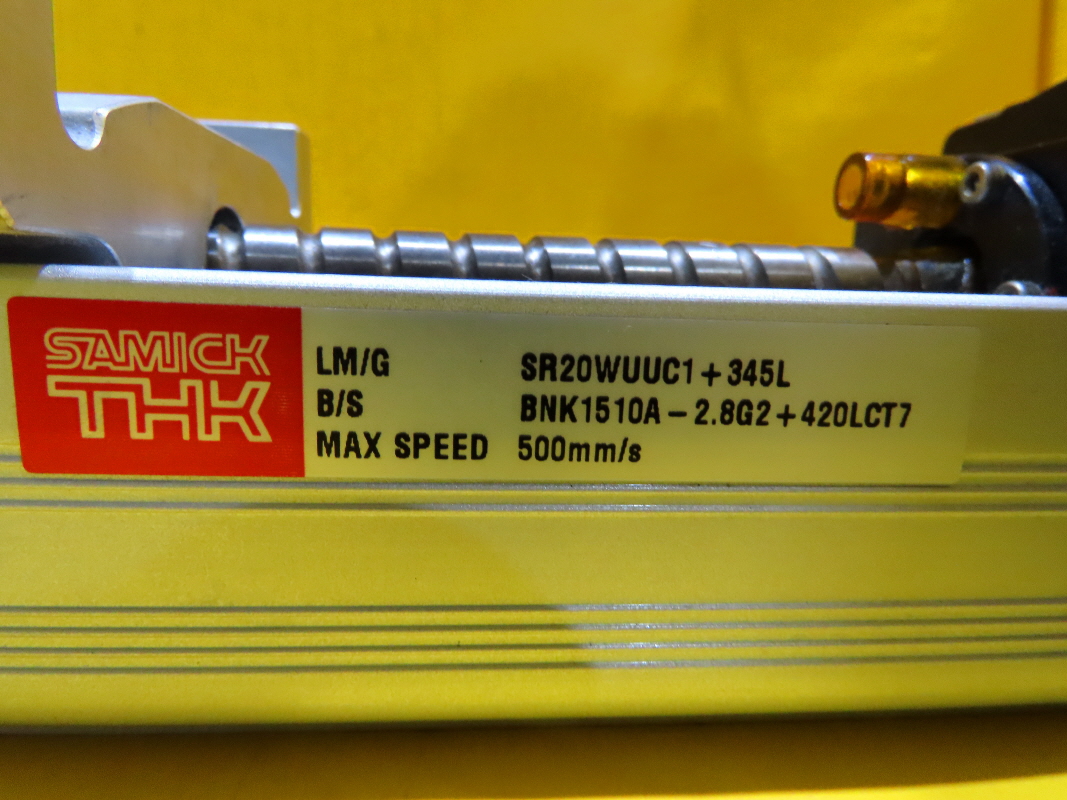 SAMICK
THK
LM/G SR20WUUC1+345L
B/S BNK1510A-2.8G2+420LCT7
MAX SPEED 500mm/s